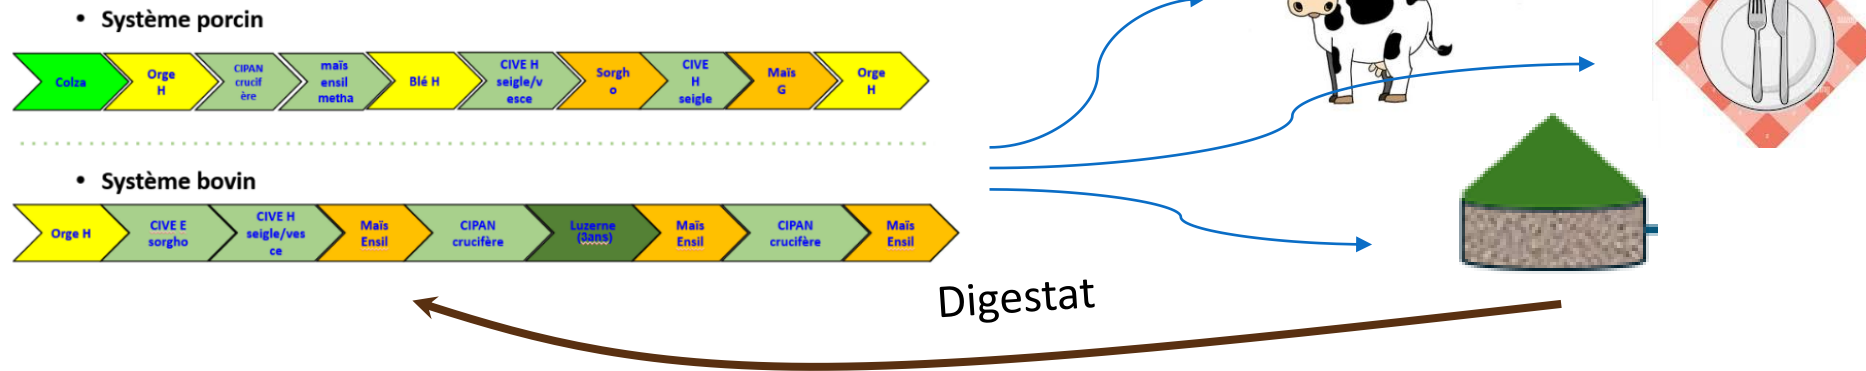 • Système porcin
Colza
Orge
H
CIPAN
crucif
ère
maïs
ensil
metha
Blé H
CIVE H
seigle/v
esce
Sorgh
o
CIVE
H
seigle
Maïs
G
Orge
H
• Système bovin
Orge H
CIVE E
sorgho
CIVE H
seigle/ves
ce
Maïs
Ensil
CIPAN
crucifère
Luzerne
(3ans)
Maïs
Ensil
CIPAN
crucifère
Maïs
Ensil
Digestat